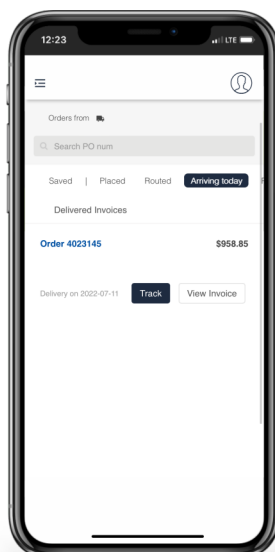 12:23 LTE
Orders from
Search PO num
Saved | Placed Routed Arriving today
Delivered Invoices
Order 4023145 $958.85
Delivery on 2022-07-11 Track View Invoice